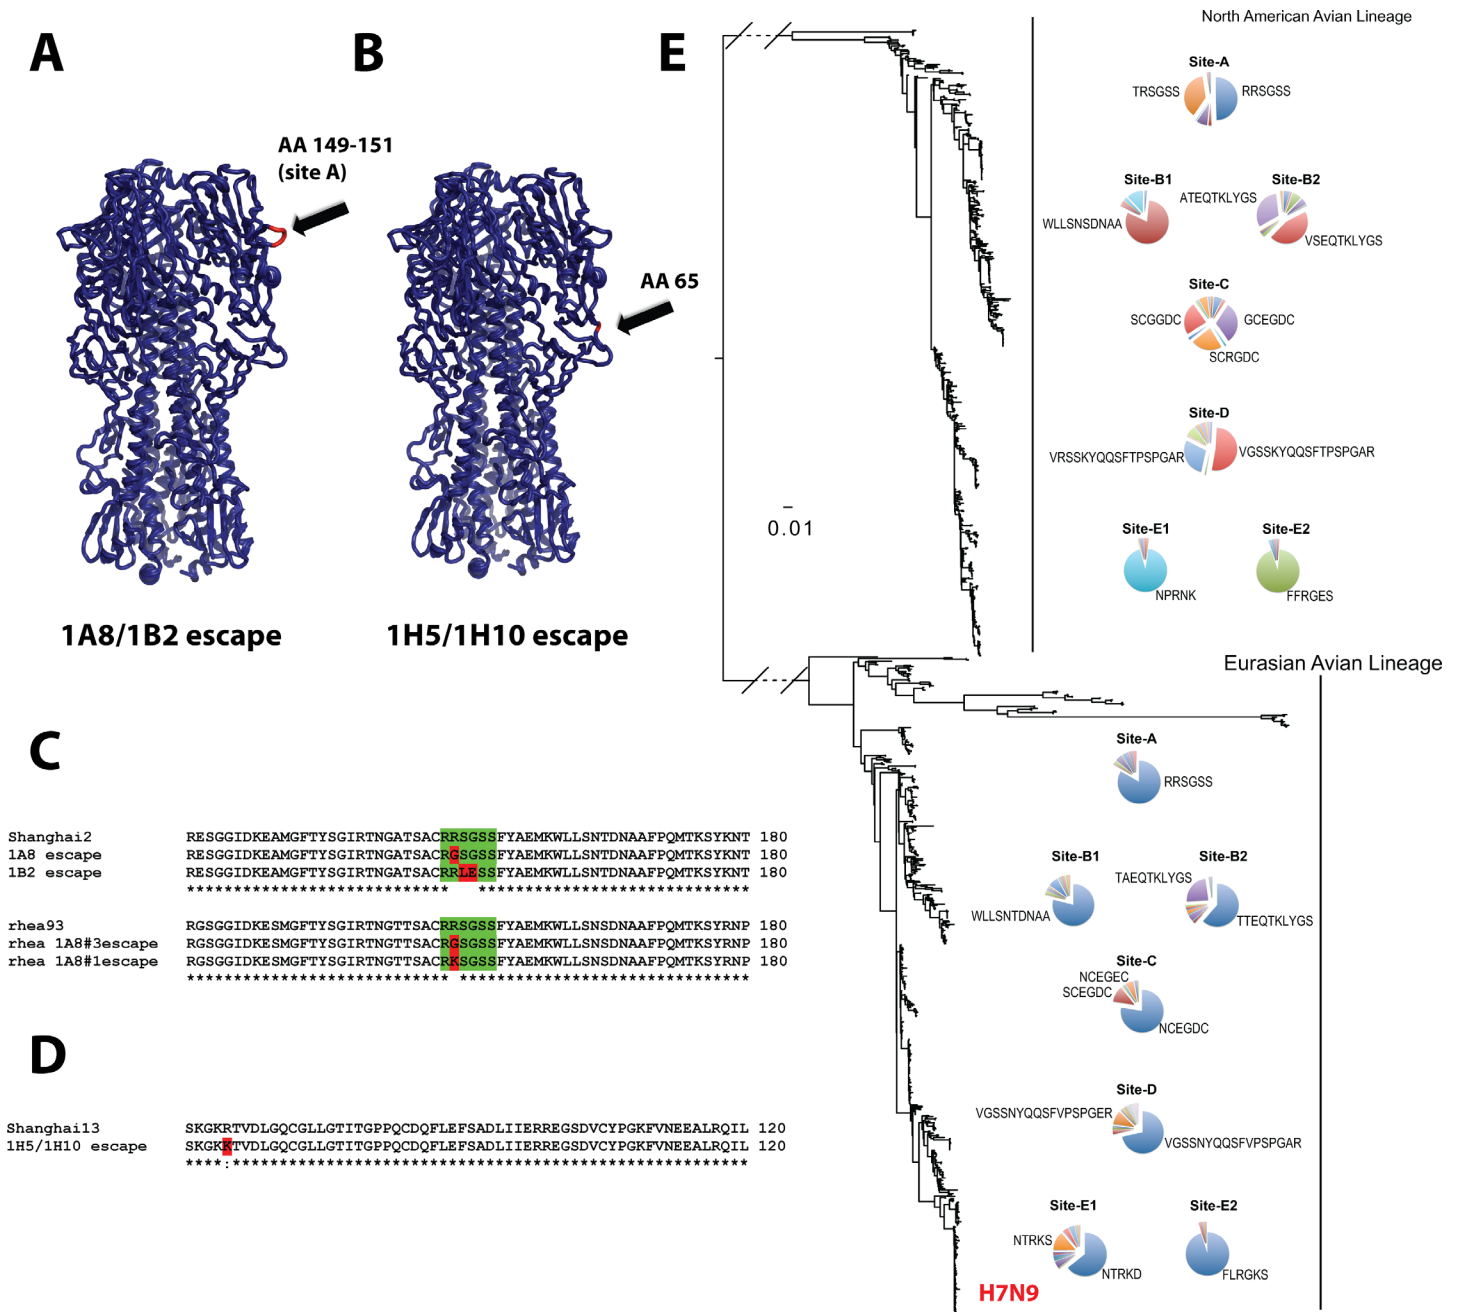 A
B
E
AA 149-151
(site A)
AA 65
1A8/1B2 escape
1H5/1H10 escape
North American Avian Lineage
Site-A
TRSGSS
RRSGSS
Site-B1
Site-B2
ATEQTKLYGS
WLLSNSDNAA
VSEQTKLYGS
Site-C
SCGGDC
GCEGDC
SCRGDC
Site-D
VRSSKYQQSFTPSPGAR
VGSSKYQQSFTPSPGAR
0.01
Site-E1
Site-E2
NPRNK
FFRGES
Eurasian Avian Lineage
Site-A
RRSGSS
Site-B1
Site-B2
TAEQTKLYGS
WLLSNTDNAA
TTEQTKLYGS
Site-C
NCEGEC
SCEGDC
NCEGDC
Site-D
VGSSNYQQSFVPSPGER
VGSSNYQQSFVPSPGAR
Site-E1
Site-E2
NTRKS
NTRKD
FLRGKS
H7N9
C
Shanghai2 RESGGIDKEAMGFTYSGIRTNGATSACRRSGSSFYAEMKWLLSNTDNAAFPQMTKSYKNT 180
1A8 escape RESGGIDKEAMGFTYSGIRTNGATSACRGSGSSFYAEMKWLLSNTDNAAFPQMTKSYKNT 180
1B2 escape RESGGIDKEAMGFTYSGIRTNGATSACRRLESSFYAEMKWLLSNTDNAAFPQMTKSYKNT 180
**************************** *****************************
rhea93 RGSGGIDKESMGFTYSGIRTNGTTSACRRSGSSFYAEMKWLLSNSDNAAFPQMTKSYRNP 180
rhea 1A8#3escape RGSGGIDKESMGFTYSGIRTNGTTSACRGSGSSFYAEMKWLLSNSDNAAFPQMTKSYRNP 180
rhea 1A8#1escape RGSGGIDKESMGFTYSGIRTNGTTSACRKSGSSFYAEMKWLLSNSDNAAFPQMTKSYRNP 180
**************************** *******************************
D
Shanghai13 SKGKRTVDLGQCGLLGTITGPPQCDQFLEFSADLIIERREGSDVCYPGKFVNEEALRQIL 120
1H5/1H10 escape SKGKKTVDLGQCGLLGTITGPPQCDQFLEFSADLIIERREGSDVCYPGKFVNEEALRQIL 120
****:*******************************************************